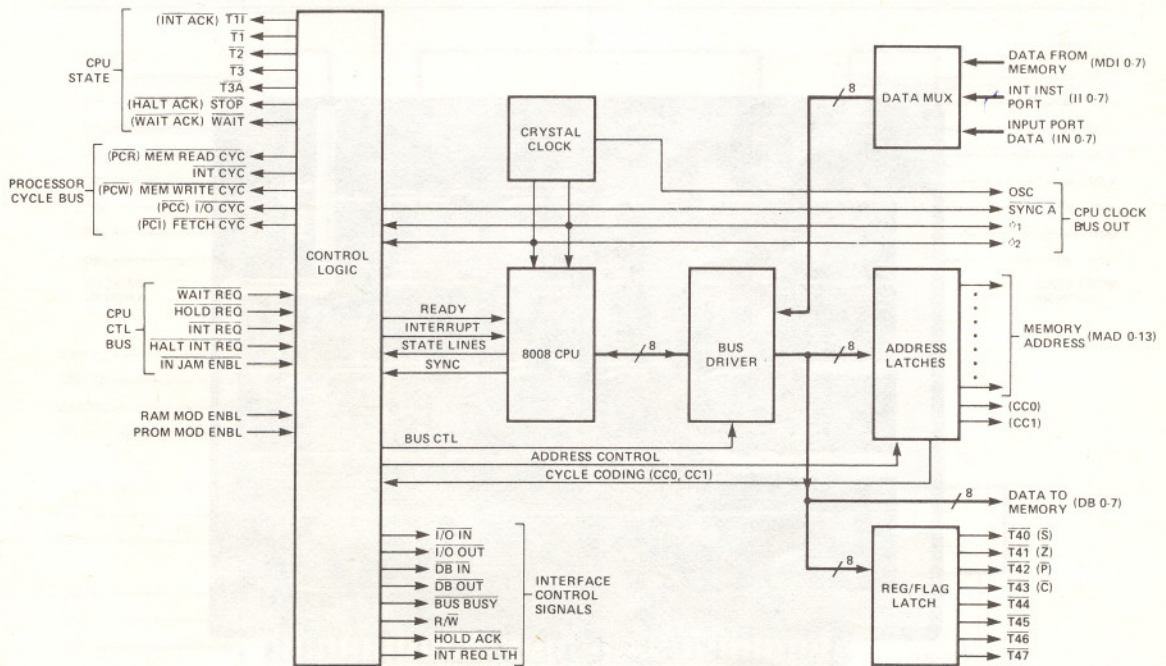 CPU
STATE
(INT ACK) T1I
T1
T2
T3
T3A
(HALT ACK) STOP
(WAIT ACK) WAIT
PROCESSOR
CYCLE BUS
(PCR) MEM READ CYC
INT CYC
(PCW) MEM WRITE CYC
(PCC) I/O CYC
(PCI) FETCH CYC
CPU
CTL
BUS
WAIT REQ
HOLD REQ
INT REQ
HALT INT REQ
IN JAM ENBL
RAM MOD ENBL
PROM MOD ENBL
CONTROL
LOGIC
CRYSTAL
CLOCK
8
DATA MUX
DATA FROM
MEMORY (MDI 0-7)
INT INST
PORT (II 0-7)
INPUT PORT
DATA (IN 0-7)
OSC
SYNC A
φ1
φ2
CPU CLOCK
BUS OUT
READY
INTERRUPT
STATE LINES
SYNC
8008 CPU
8
BUS
DRIVER
8
ADDRESS
LATCHES
MEMORY
ADDRESS (MAD 0-13)
(CC0)
(CC1)
BUS CTL
ADDRESS CONTROL
CYCLE CODING (CC0, CC1)
8
DATA TO
MEMORY (DB 0-7)
I/O IN
I/O OUT
DB IN
DB OUT
BUS BUSY
R/W
HOLD ACK
INT REQ LTH
INTERFACE
CONTROL
SIGNALS
8
REG/FLAG
LATCH
T40 (S)
T41 (Z)
T42 (P)
T43 (C)
T44
T45
T46
T47